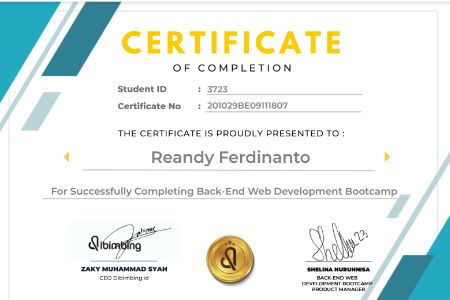 CERTIFICATE
OF COMPLETION
Student ID : 3723
Certificate No : 201029BE09111807
THE CERTIFICATE IS PROUDLY PRESENTED TO :
Reandy Ferdinanto
For Successfully Completing Back-End Web Development Bootcamp
dibimbing
ZAKY MUHAMMAD SYAH
CEO Dibimbing.id
SHELINA NURUNNISA
BACK-END WEB
DEVELOPMENT BOOTCAMP
PRODUCT MANAGER